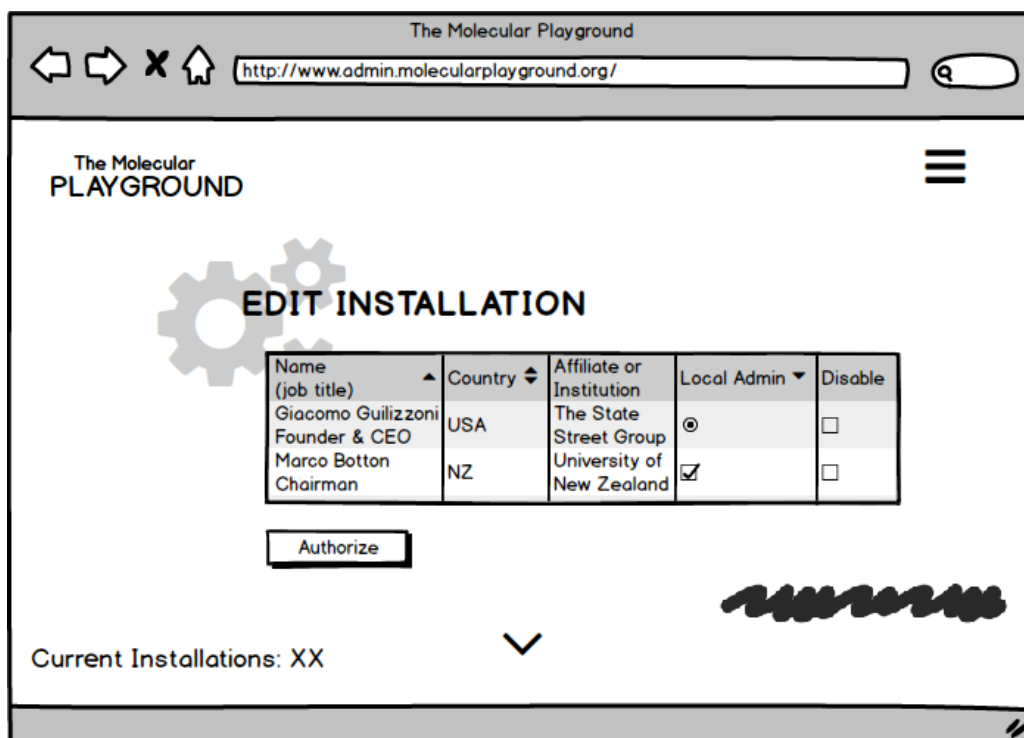 The Molecular Playground
http://www.admin.molecularplayground.org/
The Molecular
PLAYGROUND
EDIT INSTALLATION
Name
(job title)
Country
Affiliate or
Institution
Local Admin
Disable
Giacomo Guilizzoni
Founder & CEO
USA
The State
Street Group
Marco Botton
Chairman
NZ
University of
New Zealand
Authorize
Current Installations: XX